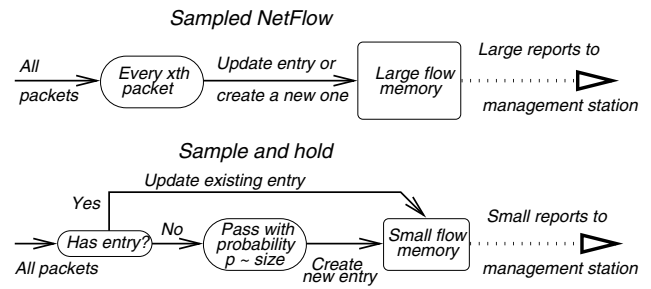 Sampled NetFlow
All
packets
Every xth
packet
Update entry or
create a new one
Large flow
memory
Large reports to
management station
Sample and hold
Yes
Update existing entry
All packets
Has entry?
No
Pass with
probability
p ~ size
Create
new entry
Small flow
memory
Small reports to
management station